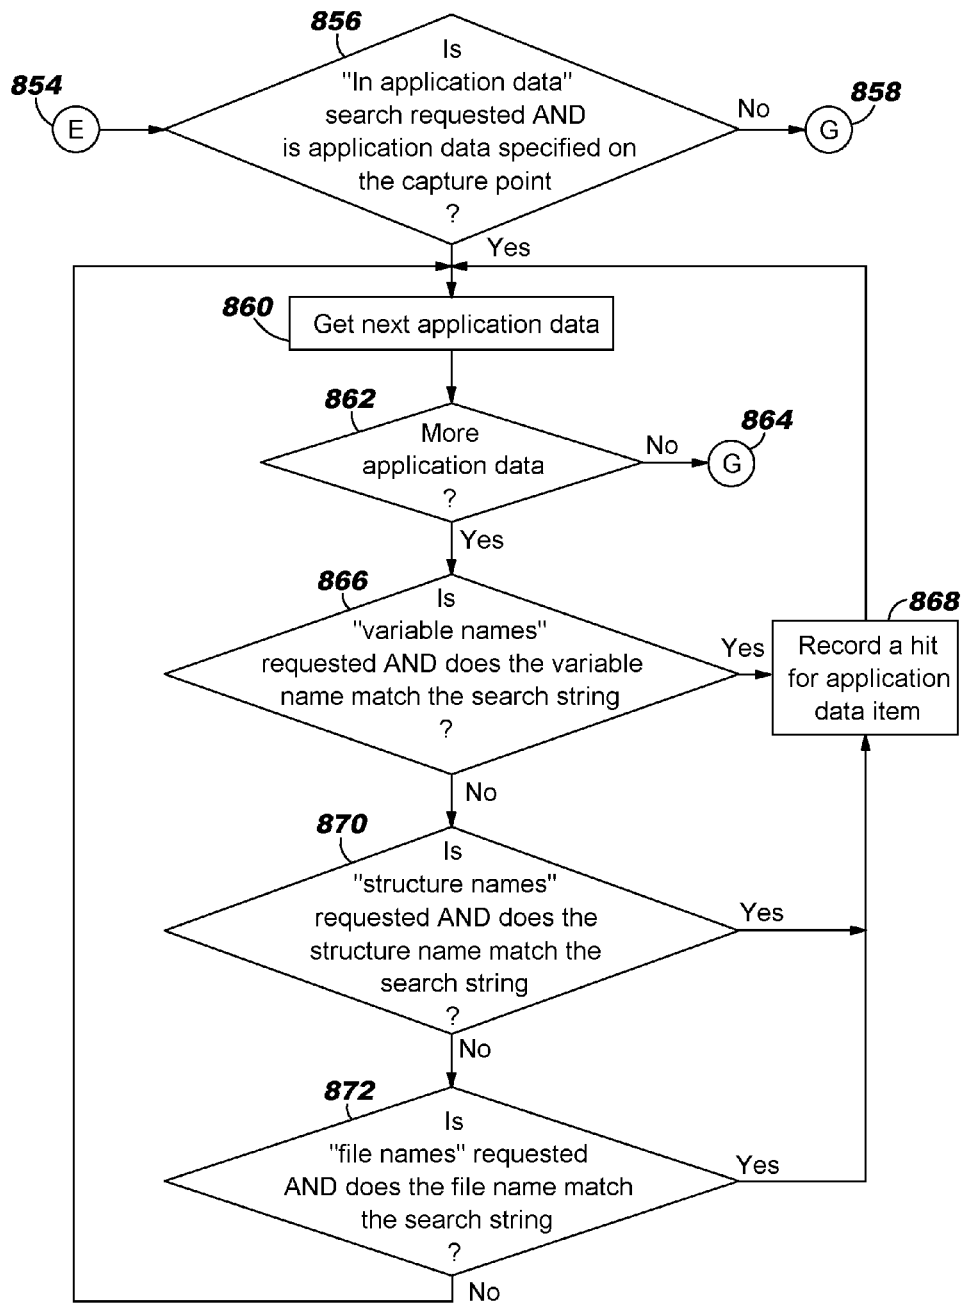 856
Is
"In application data"
search requested AND
is application data specified on
the capture point
?
854
E
No
858
G
Yes
860
Get next application data
862
More
application data
?
No
864
G
Yes
866
Is
"variable names"
requested AND does the variable
name match the search string
?
Yes
868
Record a hit
for application
data item
No
870
Is
"structure names"
requested AND does the
structure name match the
search string
?
Yes
No
872
Is
"file names" requested
AND does the file name match
the search string
?
Yes
No